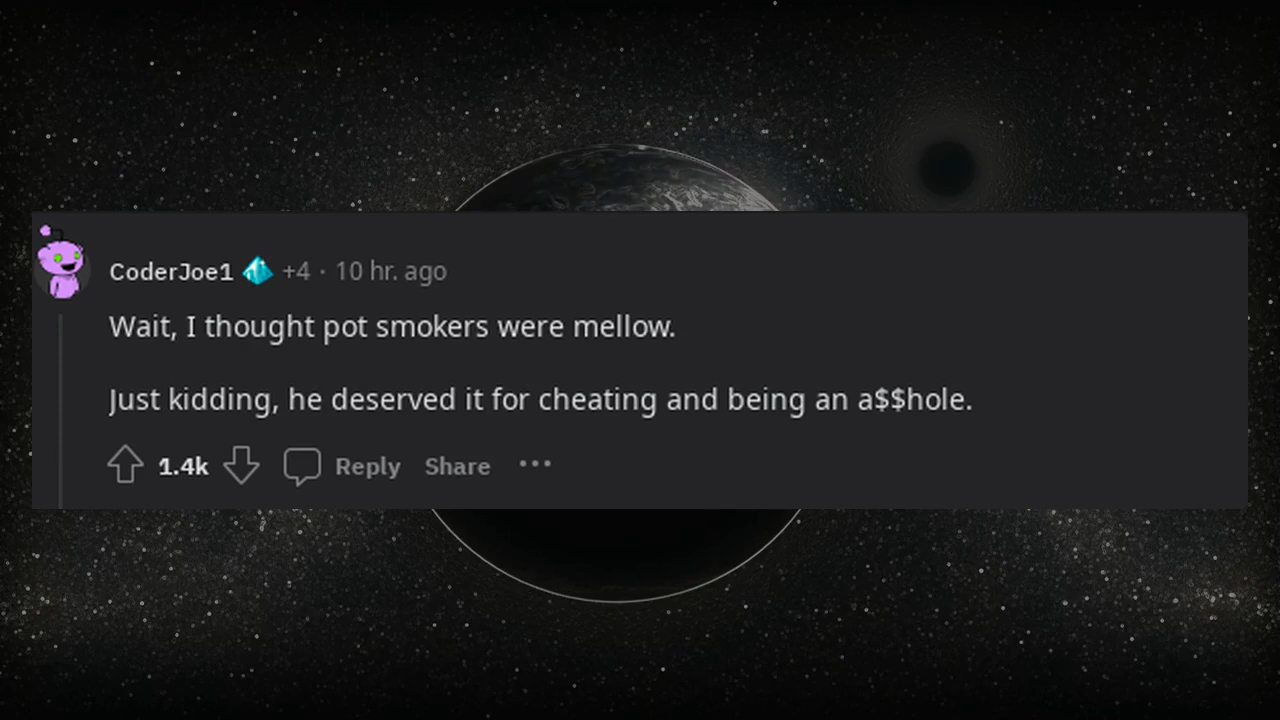 CoderJoe1 +4 · 10 hr. ago
Wait, I thought pot smokers were mellow.
Just kidding, he deserved it for cheating and being an a$$hole.
1.4k Reply Share ···